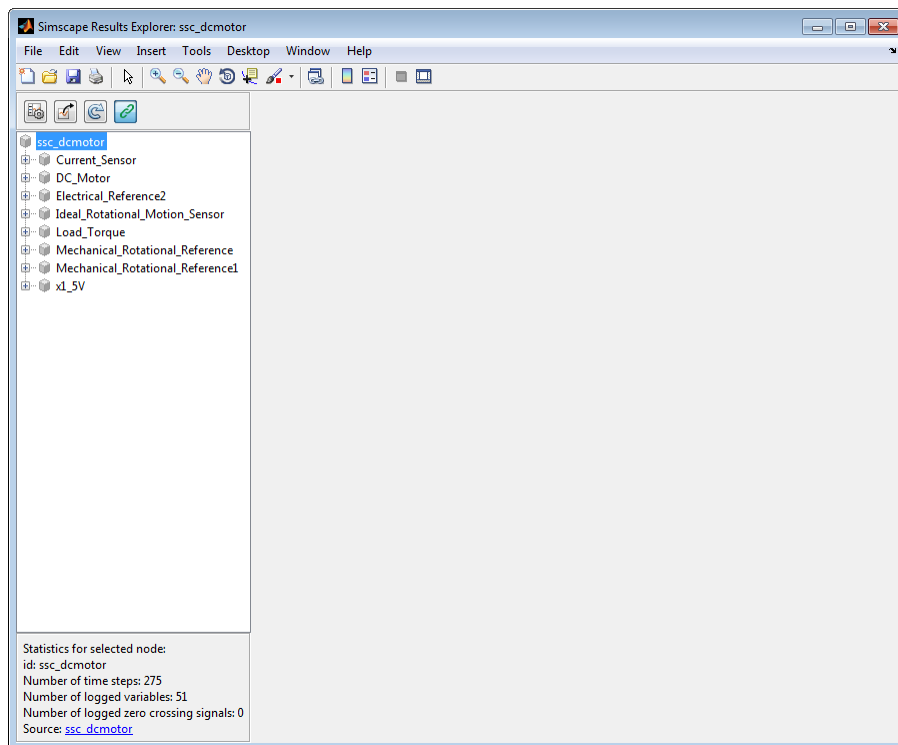 Simscape Results Explorer: ssc_dcmotor
File Edit View Insert Tools Desktop Window Help
ssc_dcmotor
Current_Sensor
DC_Motor
Electrical_Reference2
Ideal_Rotational_Motion_Sensor
Load_Torque
Mechanical_Rotational_Reference
Mechanical_Rotational_Reference1
x1_5V
Statistics for selected node:
id: ssc_dcmotor
Number of time steps: 275
Number of logged variables: 51
Number of logged zero crossing signals: 0
Source: ssc_dcmotor